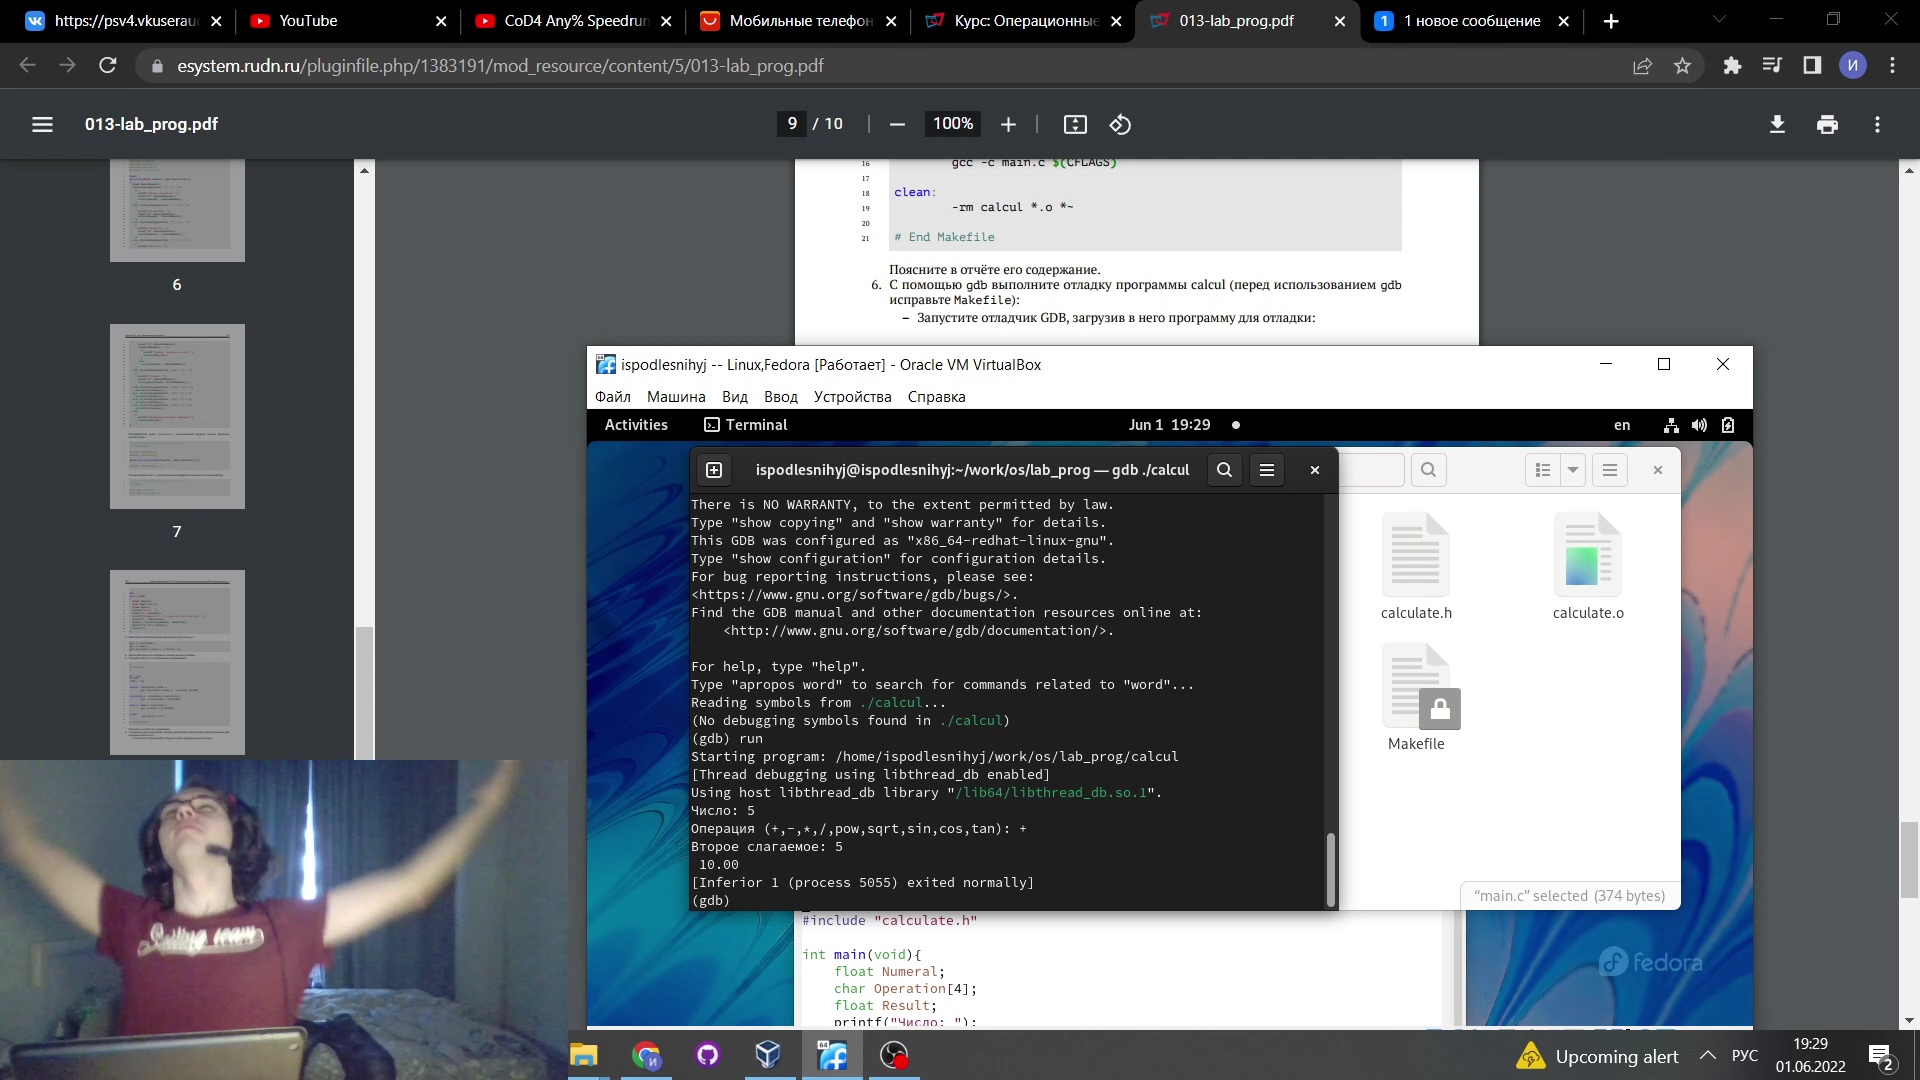 https://psv4.vkuserau
YouTube
CoD4 Any% Speedrun
Мобильные телефон
Курс: Операционные
013-lab_prog.pdf
1 новое сообщение
esystem.rudn.ru/pluginfile.php/1383191/mod_resource/content/5/013-lab_prog.pdf
И
013-lab_prog.pdf
9 / 10
100%
6
7
16 gcc -c main.c $(CFLAGS)
17
18 clean:
19 -rm calcul *.o *~
20
21 # End Makefile
Поясните в отчёте его содержание.
6. С помощью gdb выполните отладку программы calcul (перед использованием gdb
исправьте Makefile):
– Запустите отладчик GDB, загрузив в него программу для отладки:
ispodlesnihyj -- Linux,Fedora [Работает] - Oracle VM VirtualBox
Файл Машина Вид Ввод Устройства Справка
Activities Terminal Jun 1 19:29 en
ispodlesnihyj@ispodlesnihyj:~/work/os/lab_prog — gdb ./calcul
There is NO WARRANTY, to the extent permitted by law.
Type "show copying" and "show warranty" for details.
This GDB was configured as "x86_64-redhat-linux-gnu".
Type "show configuration" for configuration details.
For bug reporting instructions, please see:
<https://www.gnu.org/software/gdb/bugs/>.
Find the GDB manual and other documentation resources online at:
<http://www.gnu.org/software/gdb/documentation/>.
For help, type "help".
Type "apropos word" to search for commands related to "word"...
Reading symbols from ./calcul...
(No debugging symbols found in ./calcul)
(gdb) run
Starting program: /home/ispodlesnihyj/work/os/lab_prog/calcul
[Thread debugging using libthread_db enabled]
Using host libthread_db library "/lib64/libthread_db.so.1".
Число: 5
Операция (+,-,*,/,pow,sqrt,sin,cos,tan): +
Второе слагаемое: 5
10.00
[Inferior 1 (process 5055) exited normally]
(gdb)
calculate.h
calculate.o
Makefile
"main.c" selected (374 bytes)
#include "calculate.h"
int main(void){
float Numeral;
char Operation[4];
float Result;
printf("Число: ");
fedora
64
Upcoming alert
РУС
19:29
01.06.2022
2